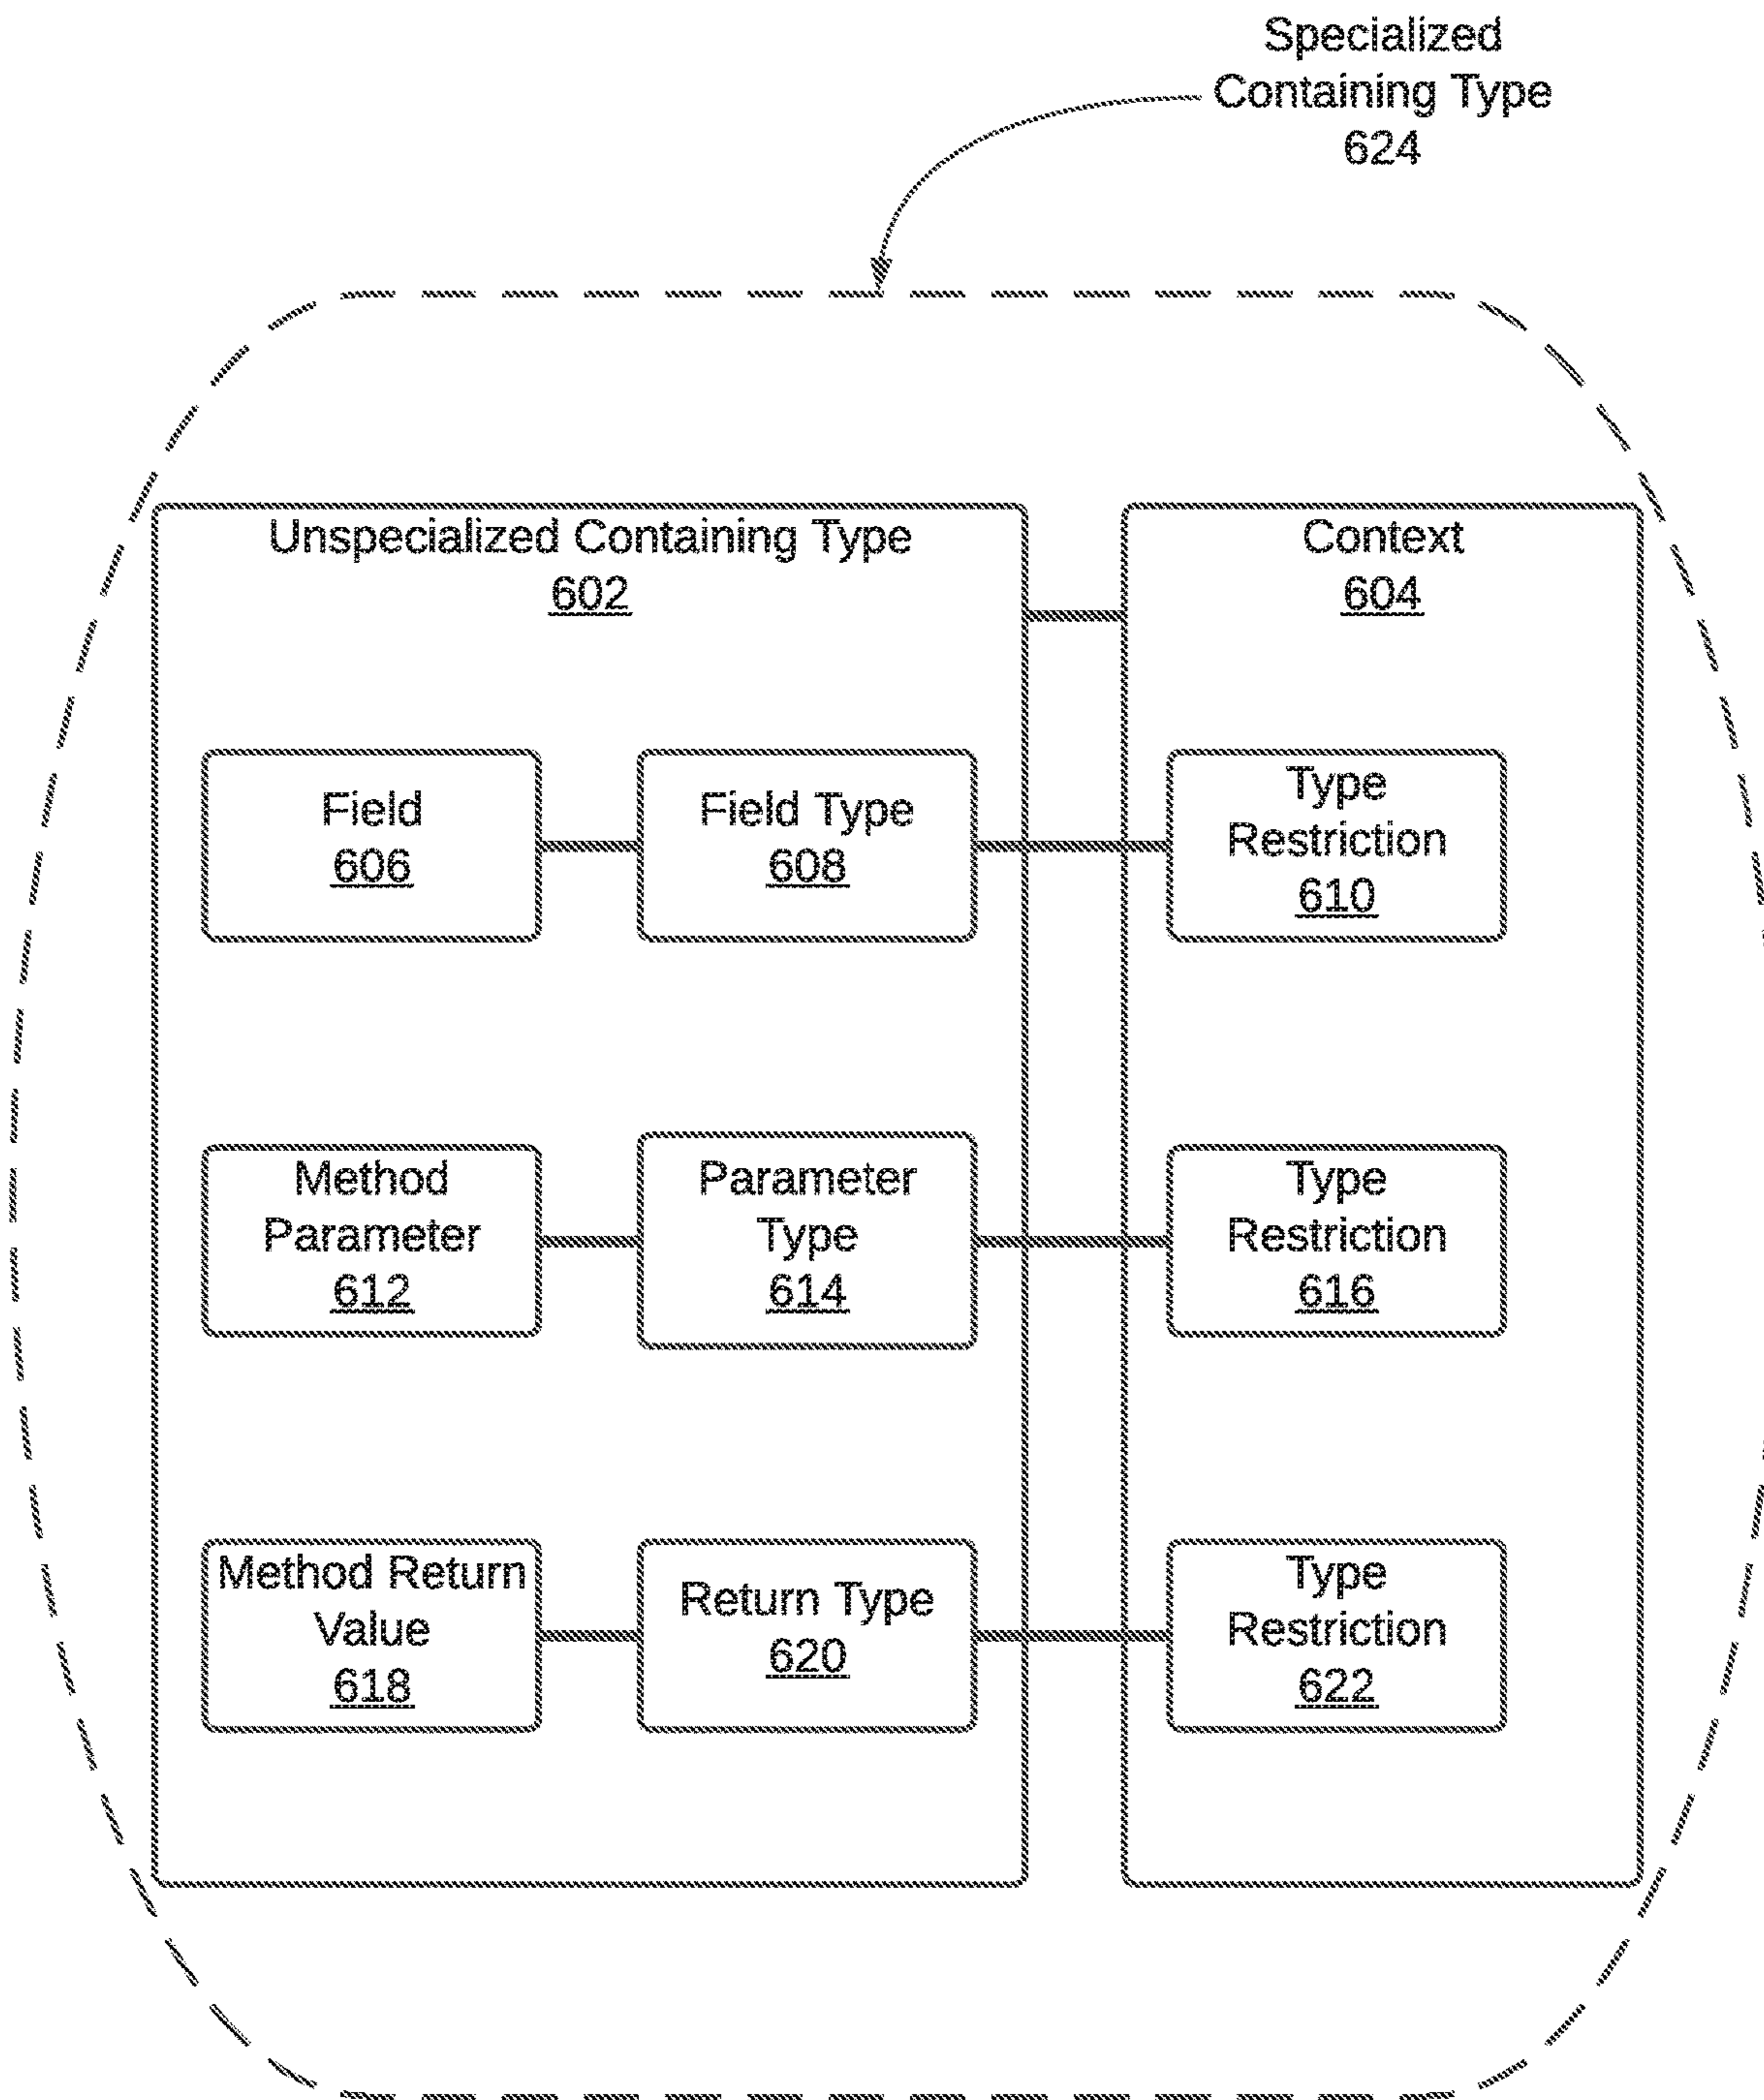 Specialized
Containing Type
624
Unspecialized Containing Type
602
Context
604
Field
606
Field Type
608
Type
Restriction
610
Method
Parameter
612
Parameter
Type
614
Type
Restriction
616
Method Return
Value
618
Return Type
620
Type
Restriction
622